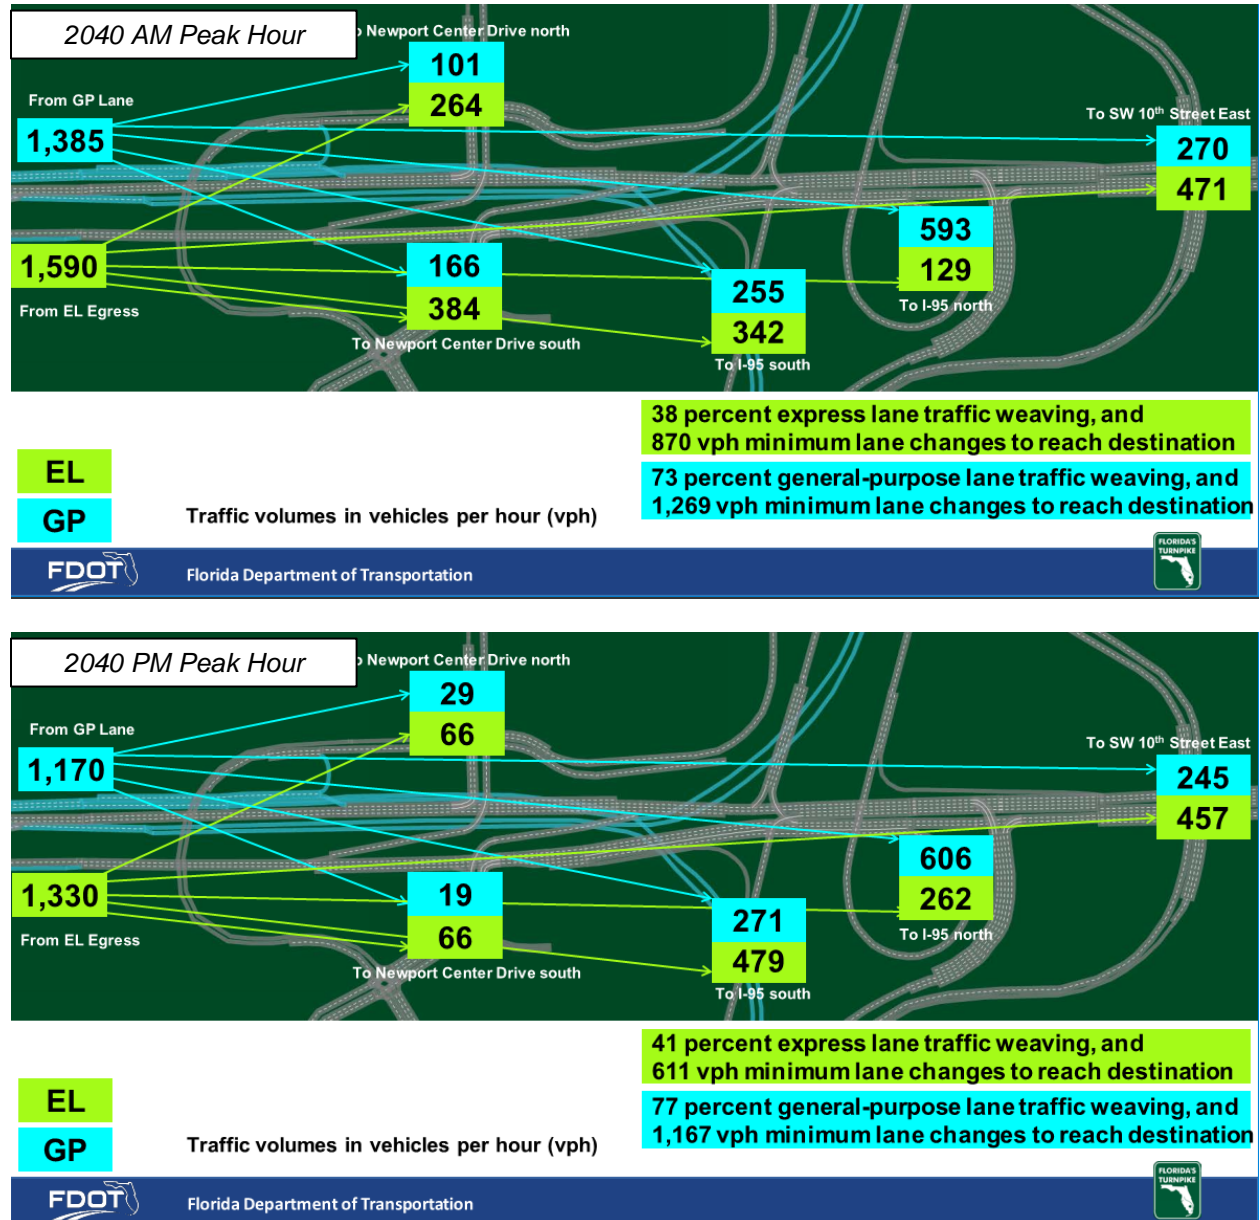 2040 AM Peak Hour
o Newport Center Drive north
101
264
From GP Lane
1,385
To SW 10th Street East
270
471
593
129
To I-95 north
1,590
From EL Egress
166
384
To Newport Center Drive south
255
342
To I-95 south
38 percent express lane traffic weaving, and
870 vph minimum lane changes to reach destination
73 percent general-purpose lane traffic weaving, and
1,269 vph minimum lane changes to reach destination
EL
GP
Traffic volumes in vehicles per hour (vph)
FDOT
Florida Department of Transportation
FLORIDA'S
TURNPIKE
2040 PM Peak Hour
o Newport Center Drive north
29
66
From GP Lane
1,170
To SW 10th Street East
245
457
606
262
To I-95 north
1,330
From EL Egress
19
66
To Newport Center Drive south
271
479
To I-95 south
41 percent express lane traffic weaving, and
611 vph minimum lane changes to reach destination
77 percent general-purpose lane traffic weaving, and
1,167 vph minimum lane changes to reach destination
EL
GP
Traffic volumes in vehicles per hour (vph)
FDOT
Florida Department of Transportation
FLORIDA'S
TURNPIKE